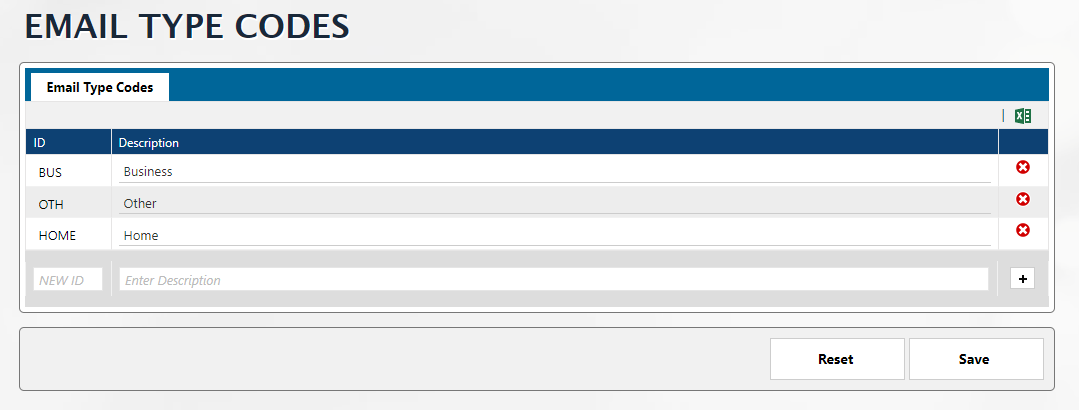 EMAIL TYPE CODES
Email Type Codes
ID Description
BUS Business
OTH Other
HOME Home
NEW ID Enter Description +
Reset Save